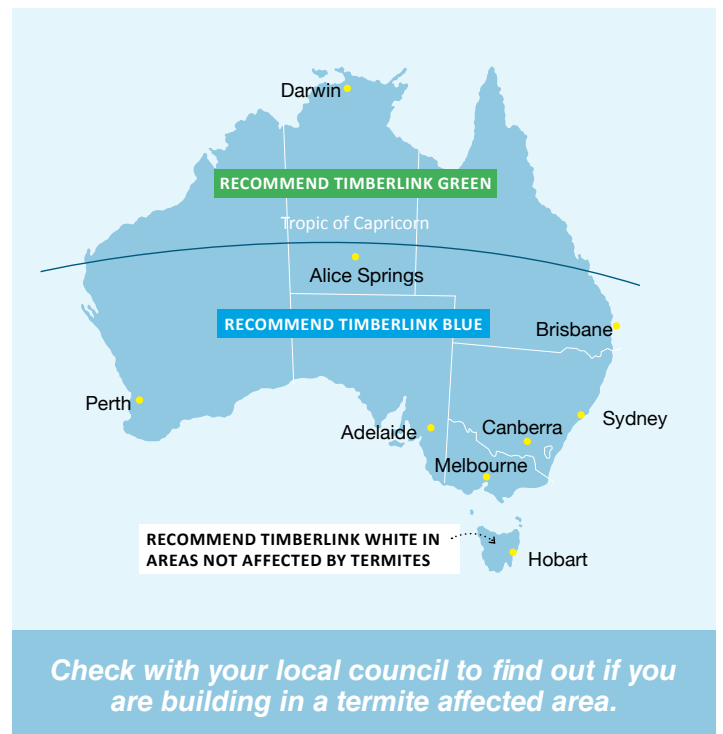 Darwin
RECOMMEND TIMBERLINK GREEN
Tropic of Capricorn
Alice Springs
RECOMMEND TIMBERLINK BLUE
Brisbane
Perth
Adelaide
Canberra
Sydney
Melbourne
RECOMMEND TIMBERLINK WHITE IN
AREAS NOT AFFECTED BY TERMITES
Hobart
Check with your local council to find out if you
are building in a termite affected area.